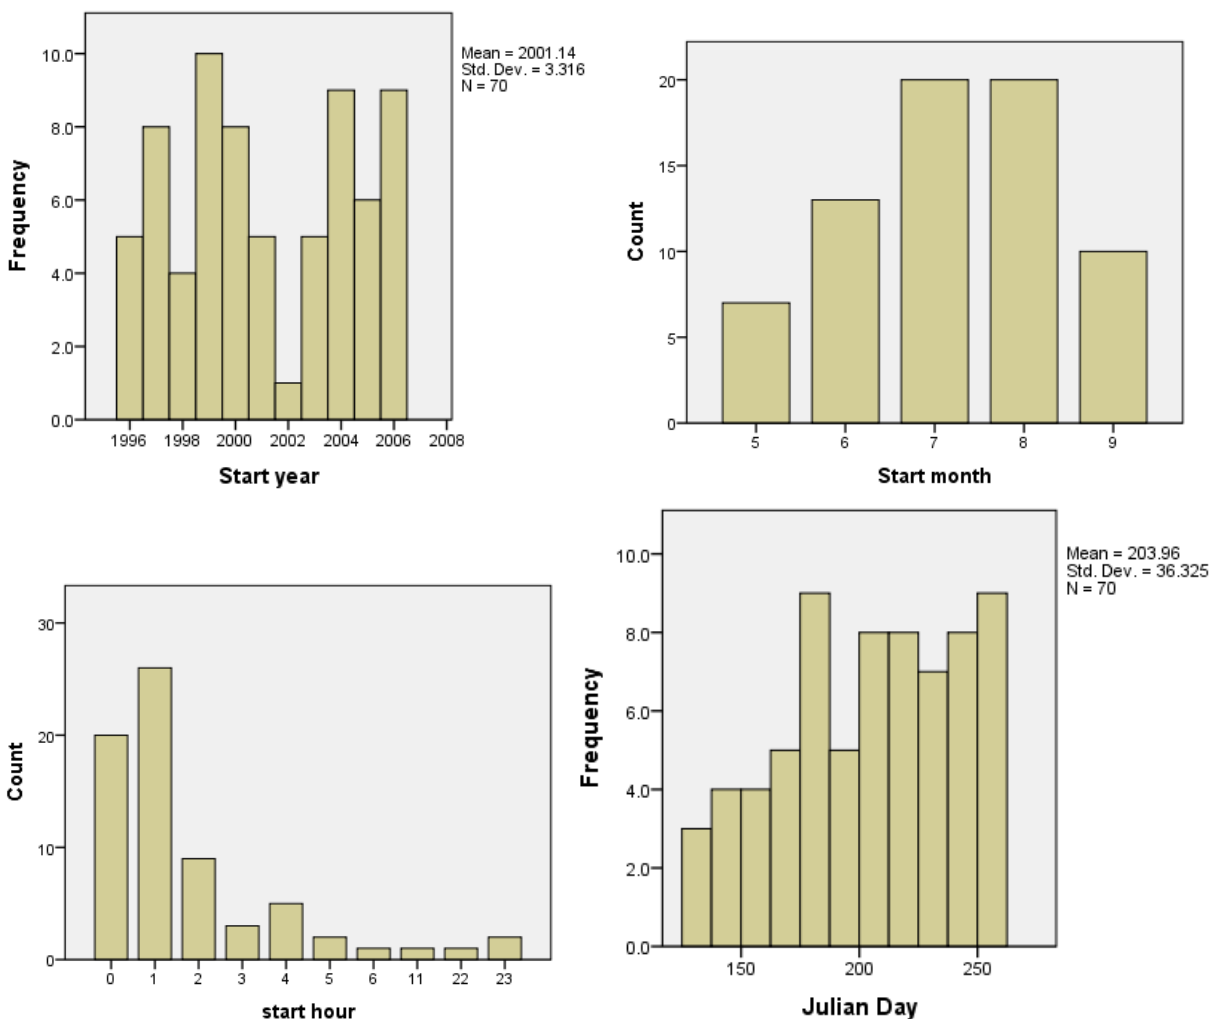 10.0
8.0
6.0
4.0
2.0
0.0
Frequency
1996 1998 2000 2002 2004 2006 2008
Start year
Mean = 2001.14
Std. Dev. = 3.316
N = 70
20
15
10
5
0
Count
5 6 7 8 9
Start month
30
20
10
0
Count
0 1 2 3 4 5 6 11 22 23
start hour
10.0
8.0
6.0
4.0
2.0
0.0
Frequency
150 200 250
Julian Day
Mean = 203.96
Std. Dev. = 36.325
N = 70